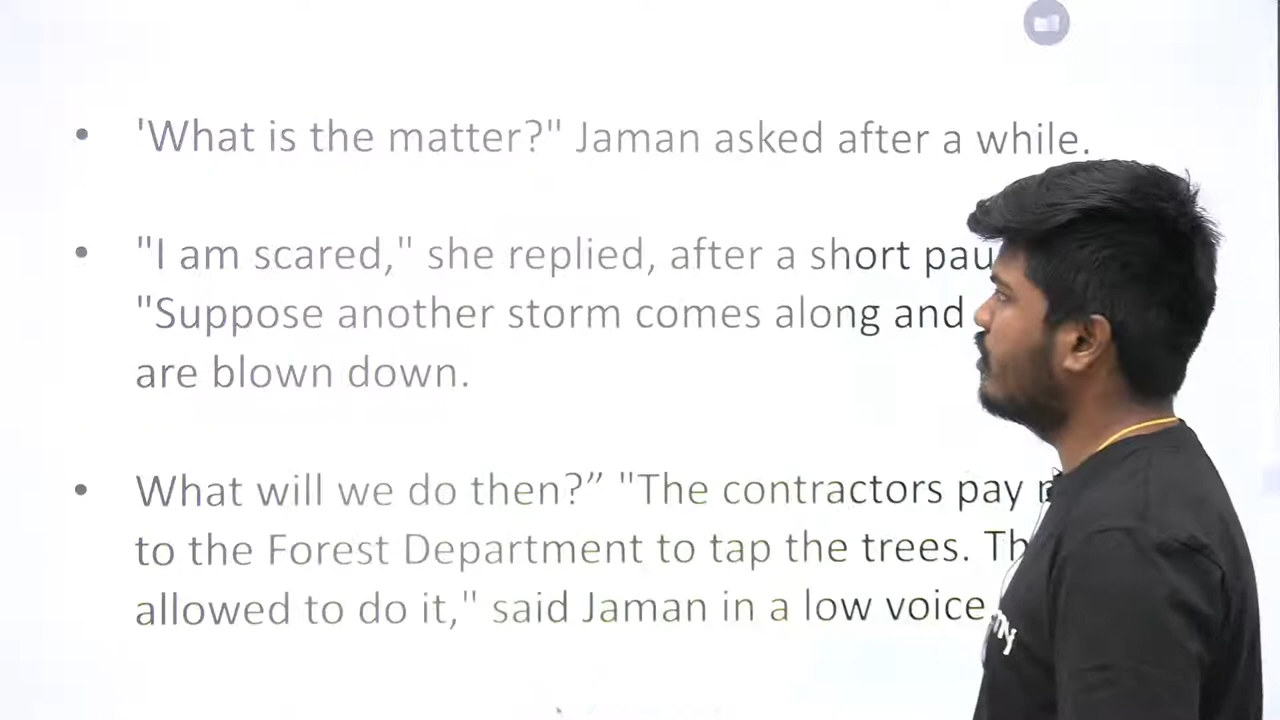 • 'What is the matter?" Jaman asked after a while.
• "I am scared," she replied, after a short
"Suppose another storm comes along and
are blown down.
• What will we do then?” "The contractors pay
to the Forest Department to tap the trees.
allowed to do it," said Jaman in a low voice.